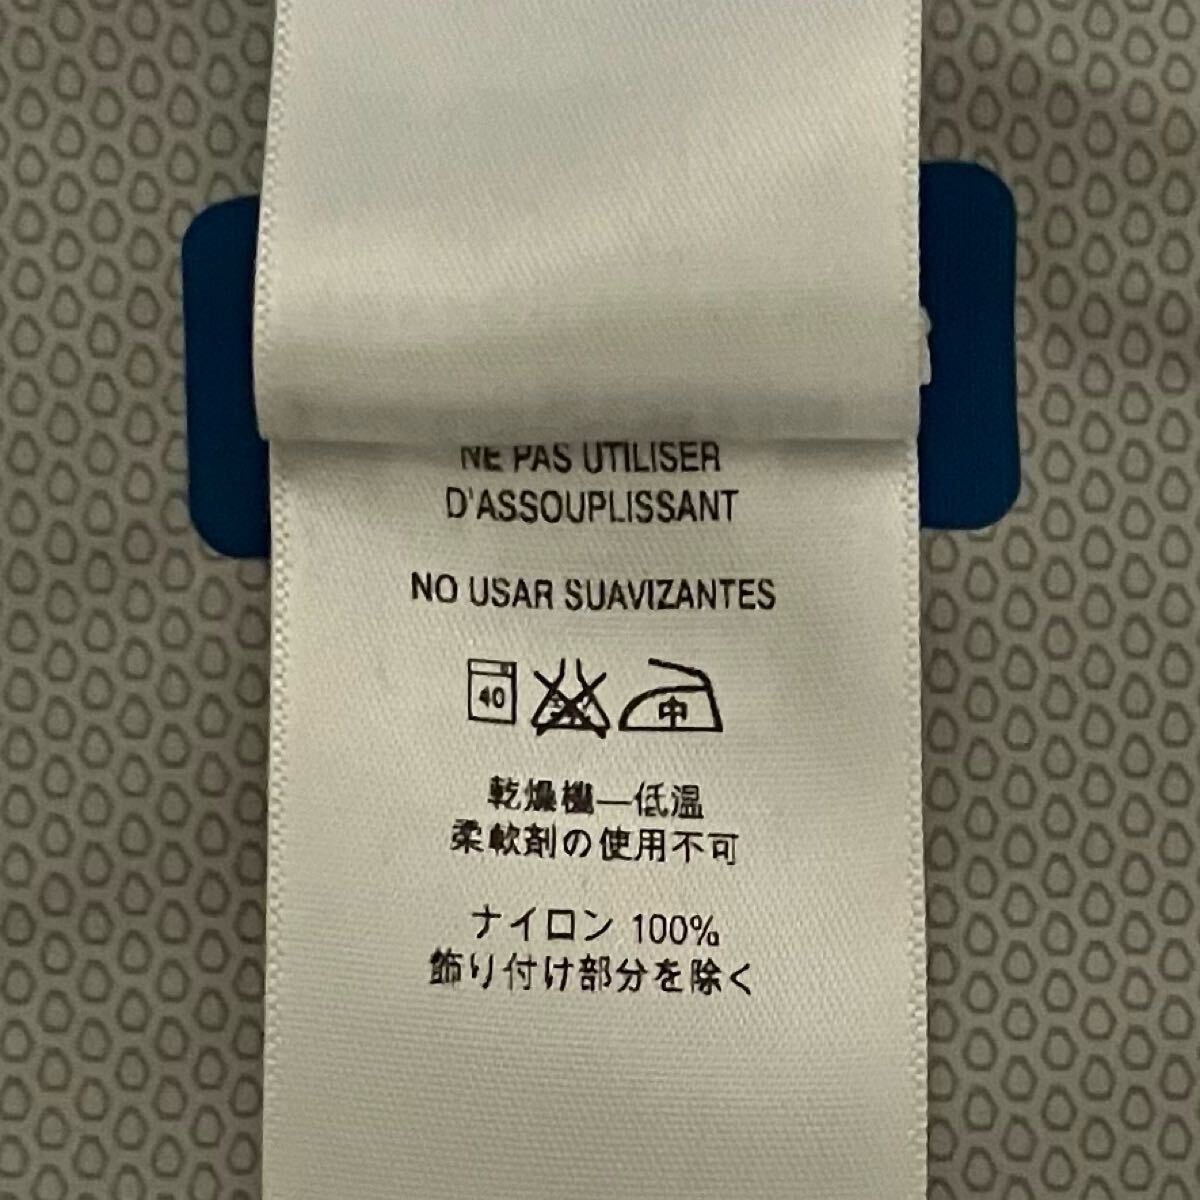 NE PAS UTILISER
D'ASSOUPLISSANT
NO USAR SUAVIZANTES
40 中
乾燥機—低温
柔軟剤の使用不可
ナイロン 100%
飾り付け部分を除く